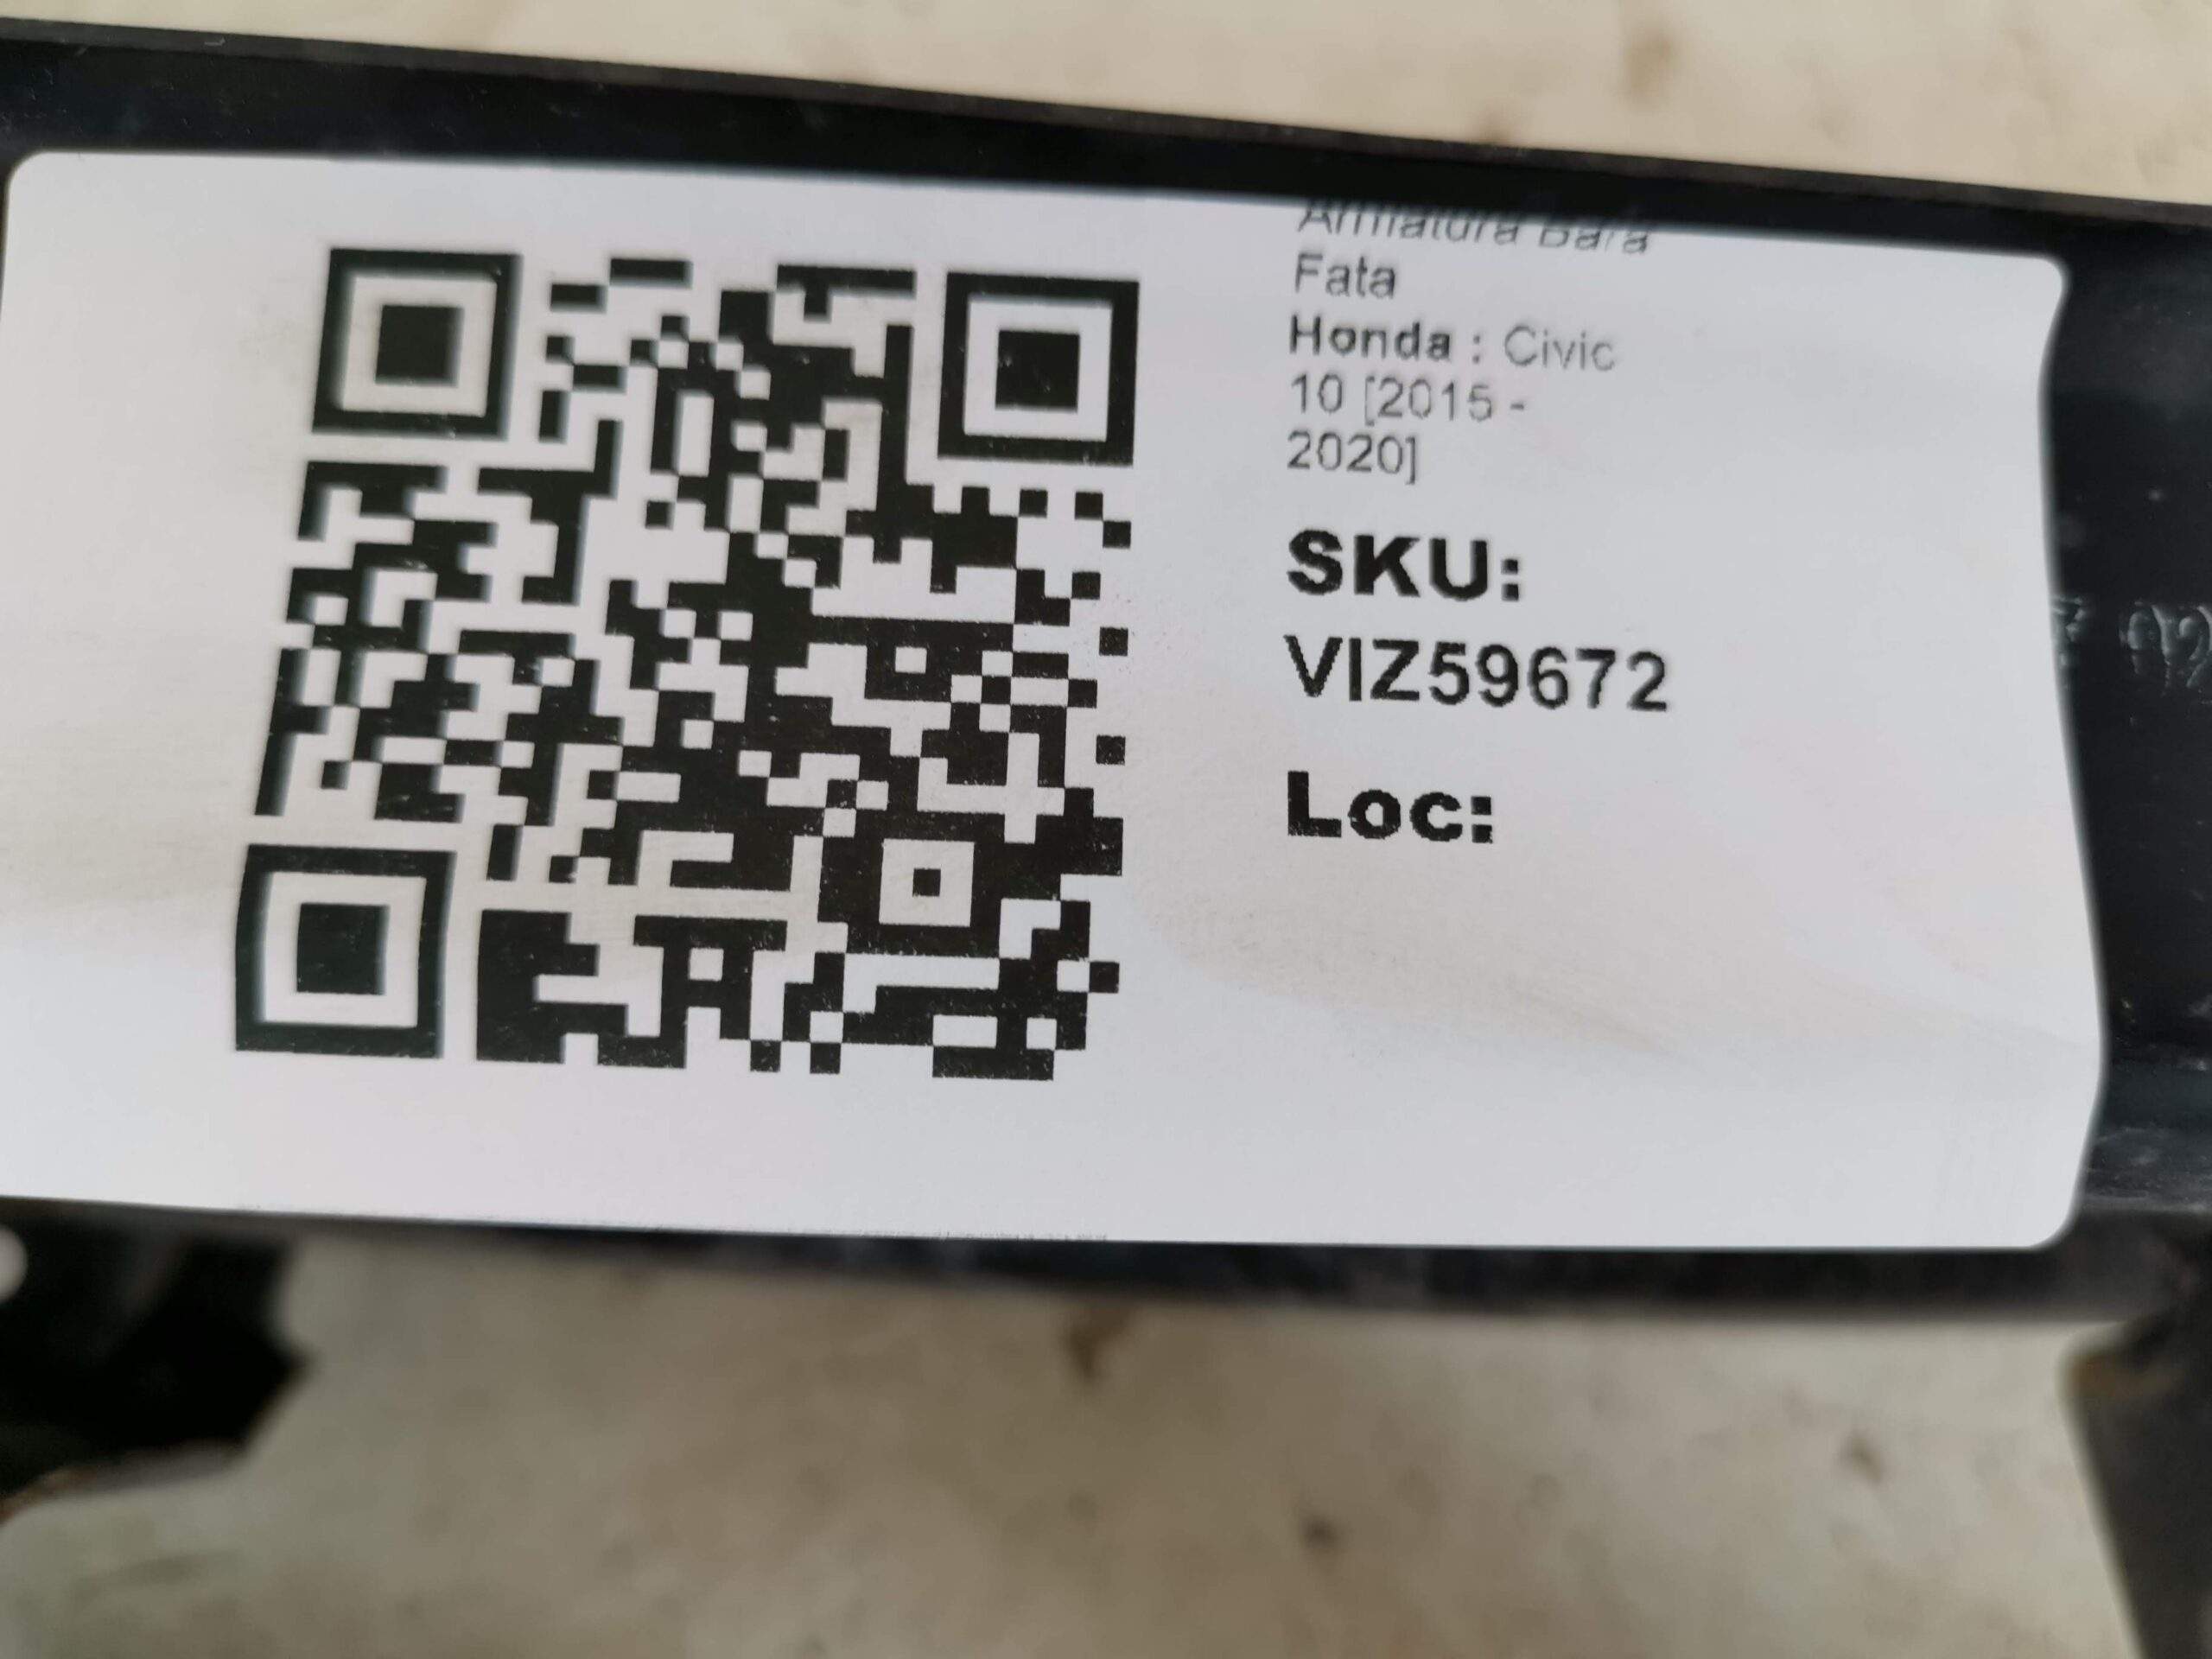 Armatura Bara
Fata
Honda : Civic
10 [2015 -
2020]
SKU:
VIZ59672
Loc: